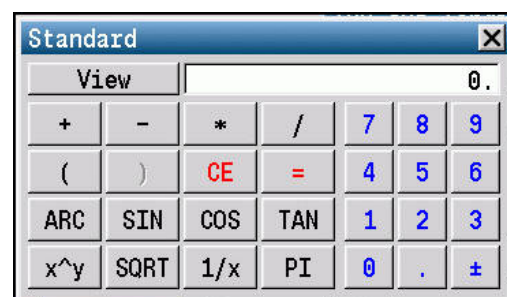 Standard
View 0.
+ - * / 7 8 9
( ) CE = 4 5 6
ARC SIN COS TAN 1 2 3
x^y SQRT 1/x PI 0 . ±